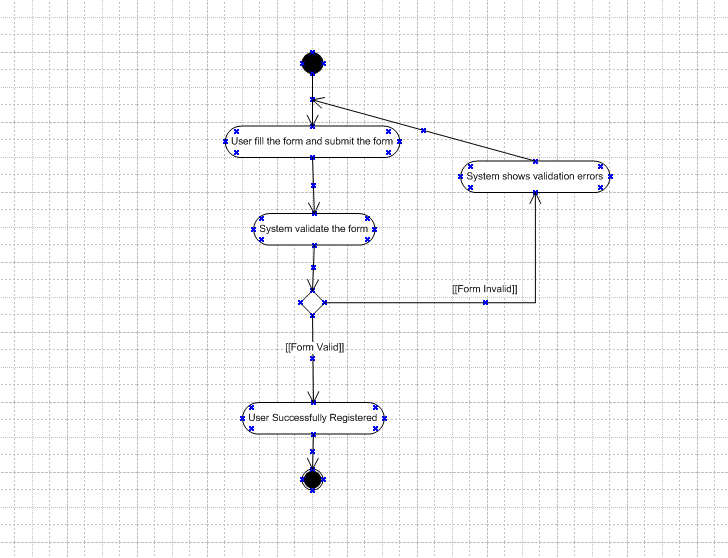 User fill the form and submit the form
System shows validation errors
System validate the form
[[Form Invalid]]
[[Form Valid]]
User Successfully Registered